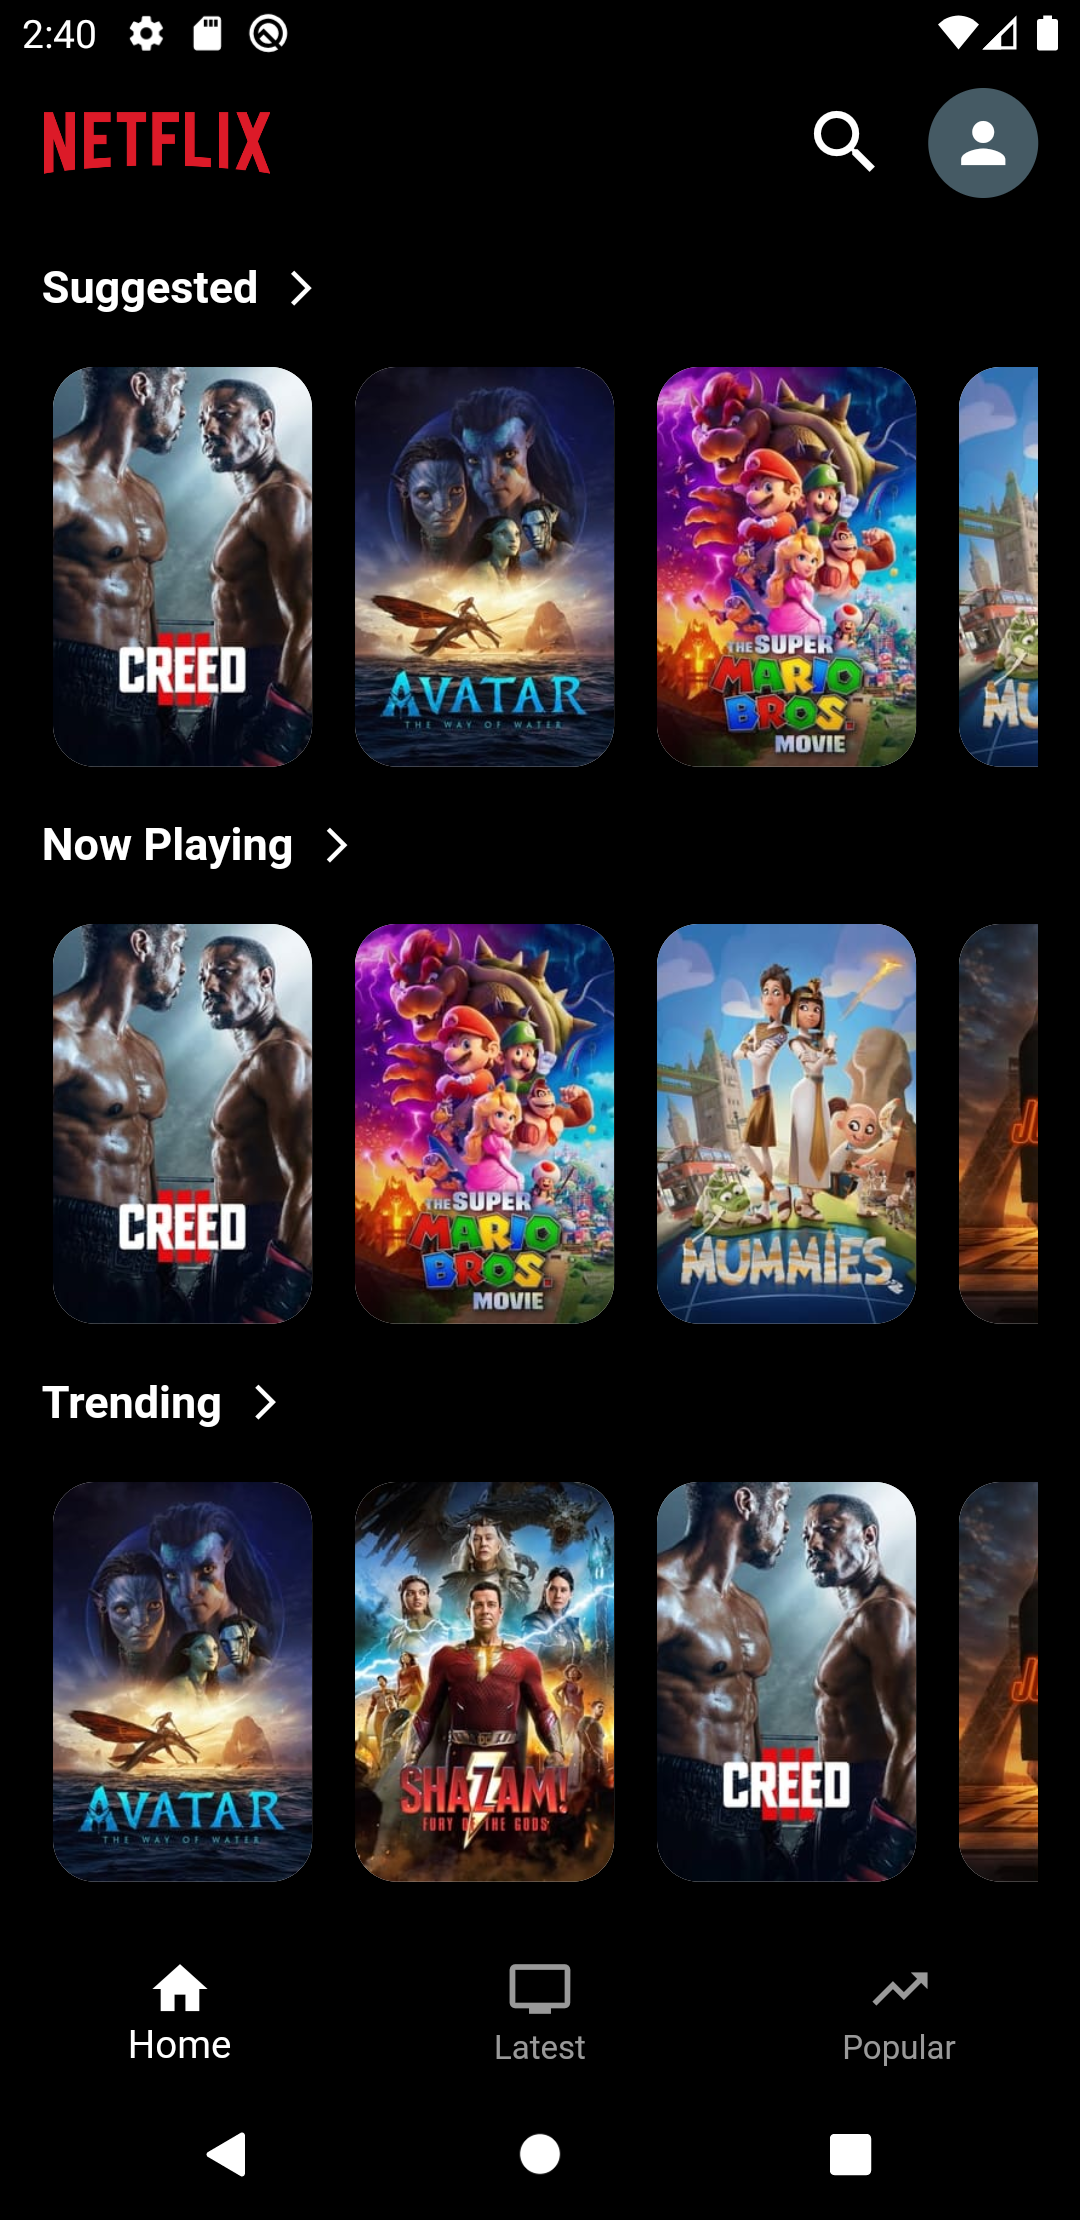 2:40
NETFLIX
Suggested
CREED
III
AVATAR
THE WAY OF WATER
THE SUPER
MARIO
BROS.
MOVIE
MU
Now Playing
CREED
III
THE SUPER
MARIO
BROS.
MOVIE
MUMMIES
J
Trending
AVATAR
THE WAY OF WATER
SHAZAM!
FURY OF THE GODS
CREED
III
J
Home
Latest
Popular